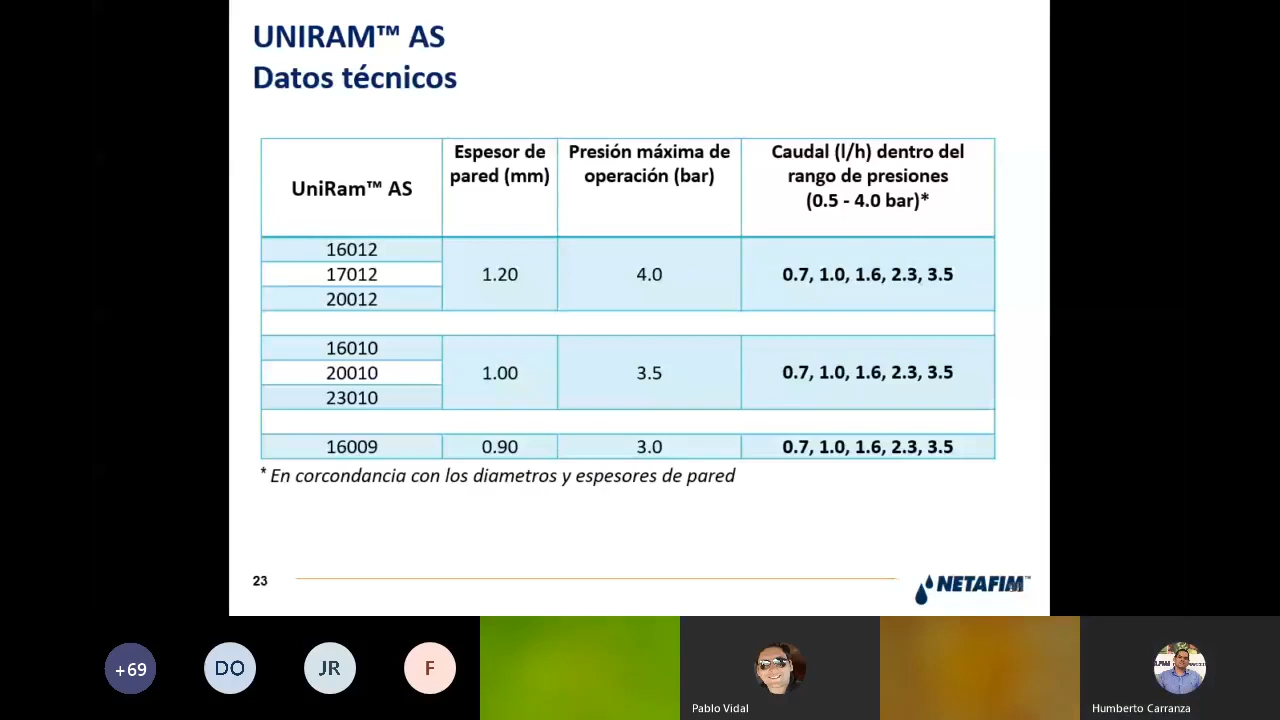 UNIRAM™ AS
Datos técnicos
UniRam™ AS
Espesor de
pared (mm)
Presión máxima de
operación (bar)
Caudal (l/h) dentro del
rango de presiones
(0.5 - 4.0 bar)*
16012
17012
20012
1.20
4.0
0.7, 1.0, 1.6, 2.3, 3.5
16010
20010
23010
1.00
3.5
0.7, 1.0, 1.6, 2.3, 3.5
16009
0.90
3.0
0.7, 1.0, 1.6, 2.3, 3.5
* En corcondancia con los diametros y espesores de pared
23
NETAFIM™
+69
DO
JR
F
Pablo Vidal
Humberto Carranza